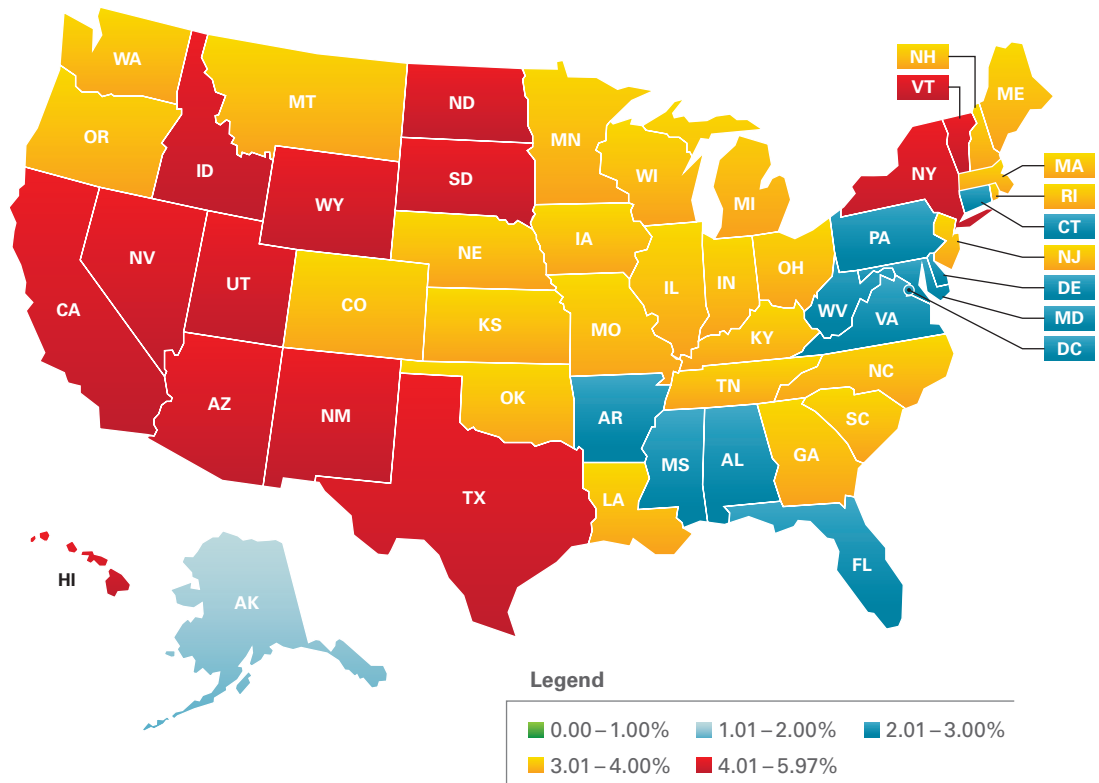 WA
MT
ND
MN
OR
ID
SD
WI
MI
WY
NY
NH
VT
ME
MA
RI
CT
NJ
DE
MD
DC
NV
UT
CA
CO
NE
IA
IL
IN
OH
PA
KS
MO
KY
WV
VA
AZ
NM
OK
AR
TN
NC
SC
TX
LA
MS
AL
GA
FL
HI
AK
Legend
0.00 – 1.00%
1.01 – 2.00%
2.01 – 3.00%
3.01 – 4.00%
4.01 – 5.97%